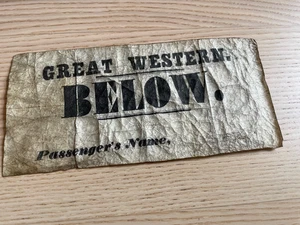 GREAT WESTERN.
BELOW.
Passenger's Name,